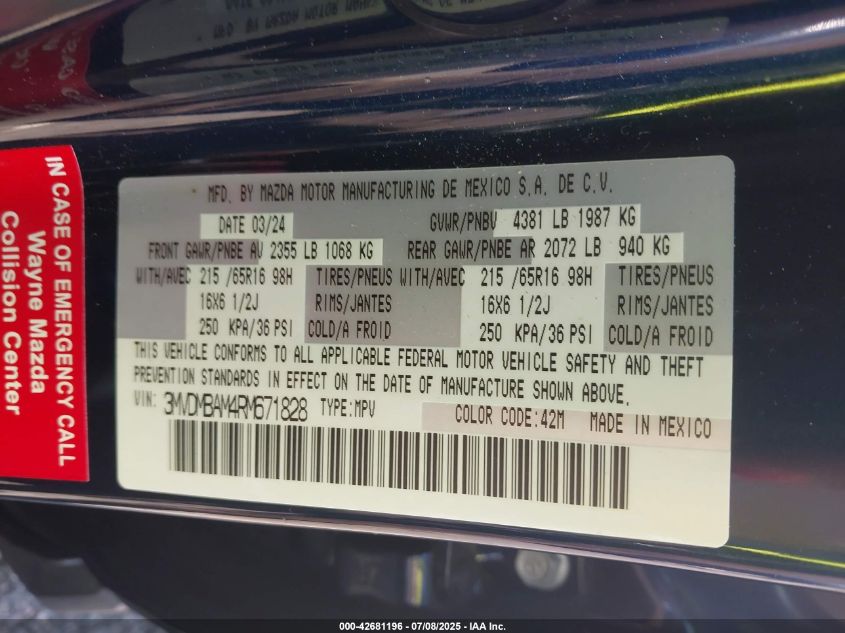 MFD. BY MAZDA MOTOR MANUFACTURING DE MEXICO S.A. DE C.V.
DATE 03/24 GVWR/PNBV 4381 LB 1987 KG
FRONT GAWR/PNBE AV 2355 LB 1068 KG REAR GAWR/PNBE AR 2072 LB 940 KG
WITH/AVEC 215 /65R16 98H TIRES/PNEUS WITH/AVEC 215 /65R16 98H TIRES/PNEUS
16X6 1/2J RIMS/JANTES 16X6 1/2J RIMS/JANTES
250 KPA/36 PSI COLD/A FROID 250 KPA/36 PSI COLD/A FROID
THIS VEHICLE CONFORMS TO ALL APPLICABLE FEDERAL MOTOR VEHICLE SAFETY AND THEFT
PREVENTION STANDARDS IN EFFECT ON THE DATE OF MANUFACTURE SHOWN ABOVE.
VIN: 3MVDMBAM4RM671828 TYPE:MPV COLOR CODE:42M MADE IN MEXICO
IN CASE OF EMERGENCY CALL
Wayne Mazda
Collision Center
000-42681196 - 07/08/2025 - IAA Inc.